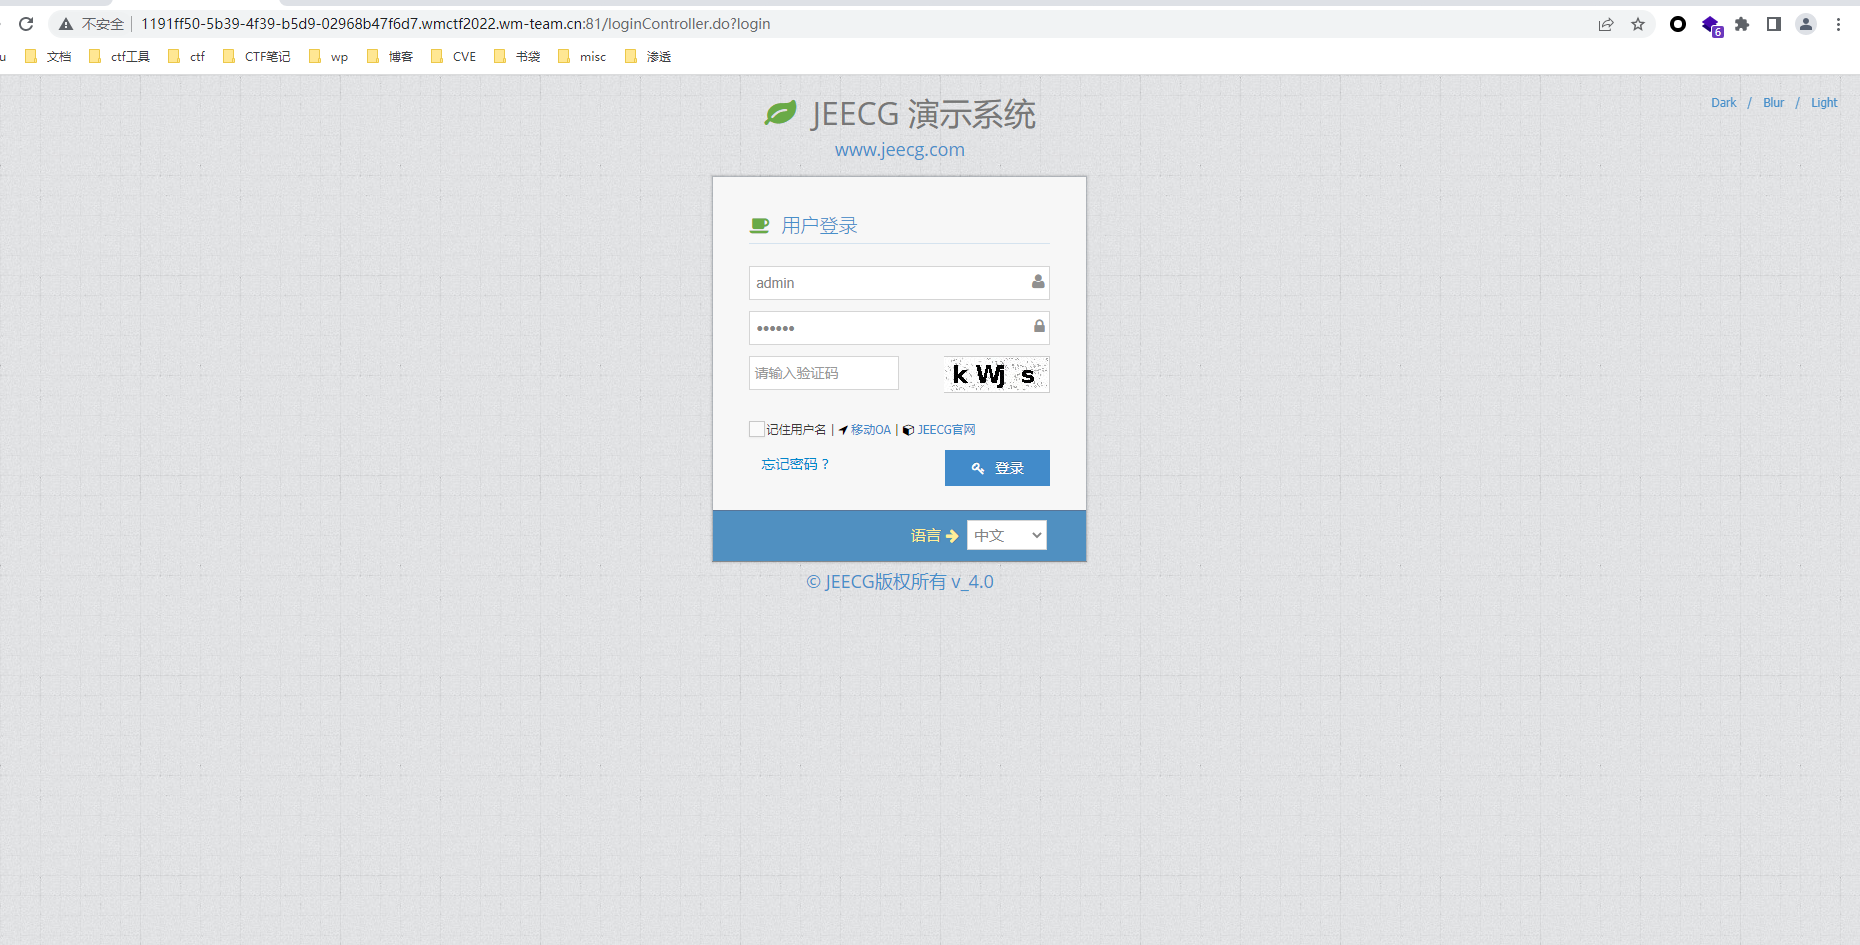 不安全 1191ff50-5b39-4f39-b5d9-02968b47f6d7.wmctf2022.wm-team.cn:81/loginController.do?login
6
u 文档 ctf工具 ctf CTF笔记 wp 博客 CVE 书袋 misc 渗透
Dark / Blur / Light
JEECG 演示系统
www.jeecg.com
用户登录
admin
••••••
请输入验证码 k Wj s
记住用户名 | 移动OA | JEECG官网
忘记密码 ? 登录
语言 中文
© JEECG版权所有 v_4.0